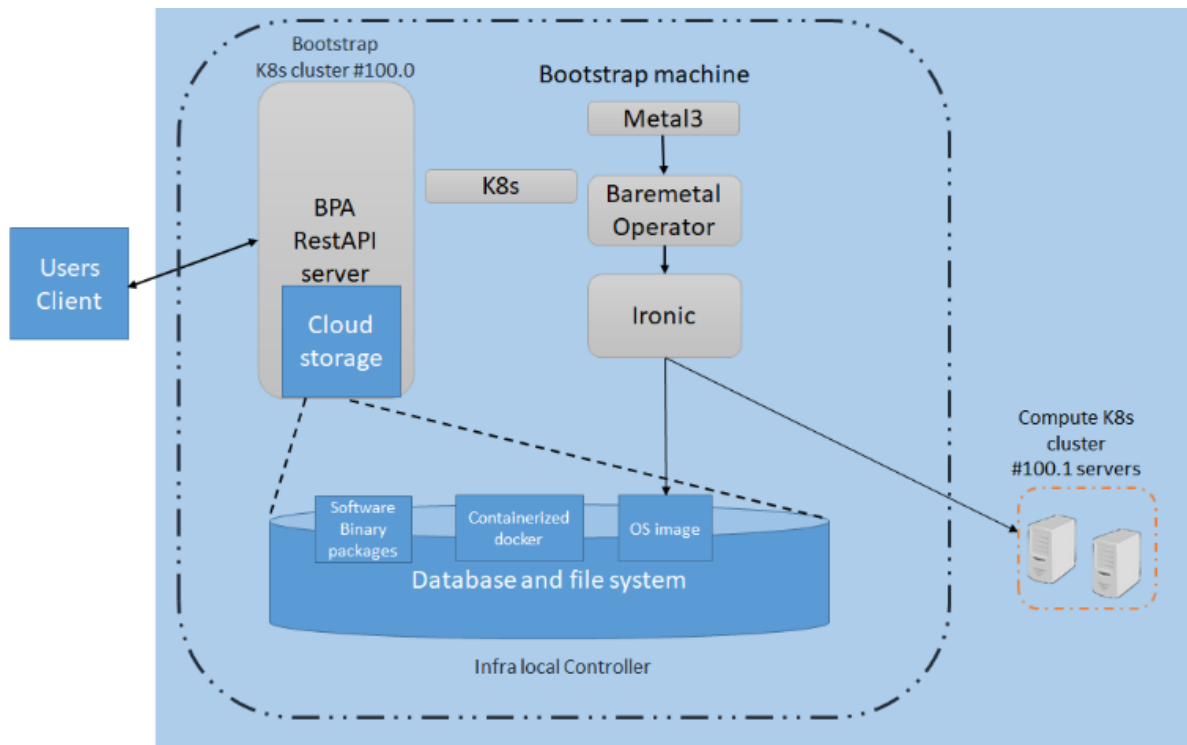 Bootstrap
K8s cluster #100.0
Bootstrap machine
Metal3
K8s
Baremetal
Operator
BPA
RestAPI
server
Users
Client
Cloud
storage
Ironic
Compute K8s
cluster
#100.1 servers
Software
Binary
packages
Containerized
docker
OS image
Database and file system
Infra local Controller